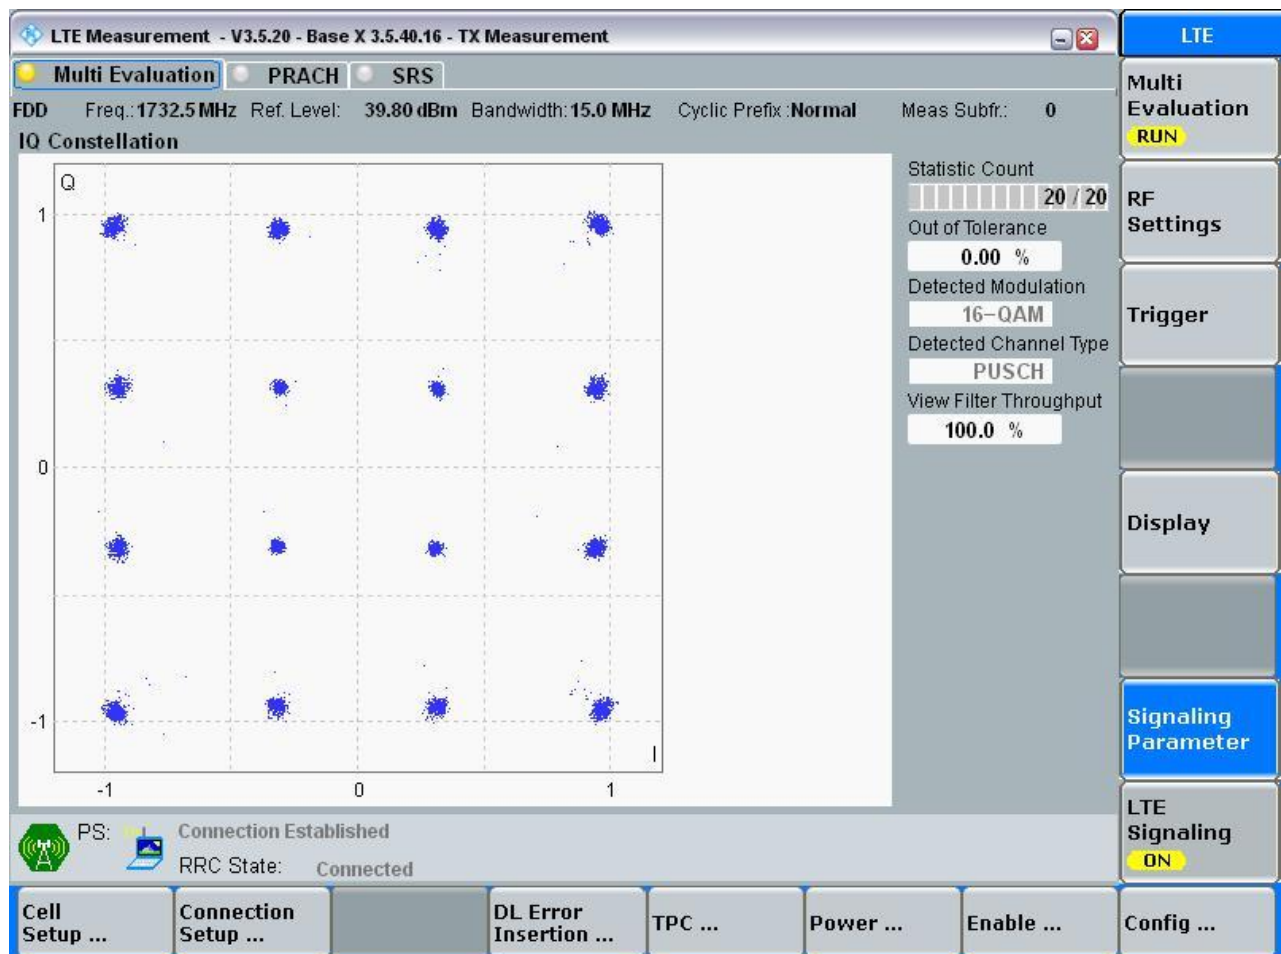 LTE Measurement - V3.5.20 - Base X 3.5.40.16 - TX Measurement
LTE
Multi Evaluation PRACH SRS
FDD Freq.: 1732.5 MHz Ref. Level: 39.80 dBm Bandwidth: 15.0 MHz Cyclic Prefix : Normal Meas Subfr.: 0
IQ Constellation
Q
1
0
-1
-1 0 1
I
Statistic Count
20 / 20
Out of Tolerance
0.00 %
Detected Modulation
16-QAM
Detected Channel Type
PUSCH
View Filter Throughput
100.0 %
Multi
Evaluation
RUN
RF
Settings
Trigger
Display
Signaling
Parameter
LTE
Signaling
ON
PS: Connection Established
RRC State: Connected
Cell
Setup ...
Connection
Setup ...
DL Error
Insertion ...
TPC ...
Power ...
Enable ...
Config ...